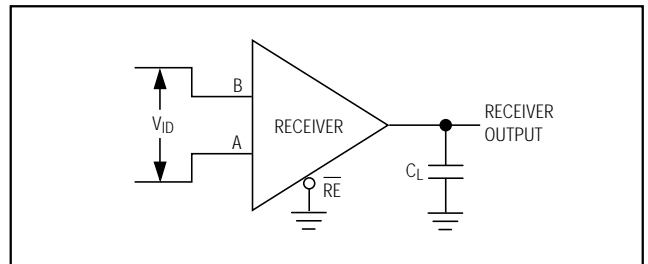 B
V_ID
RECEIVER
A
RE̅
RECEIVER
OUTPUT
C_L